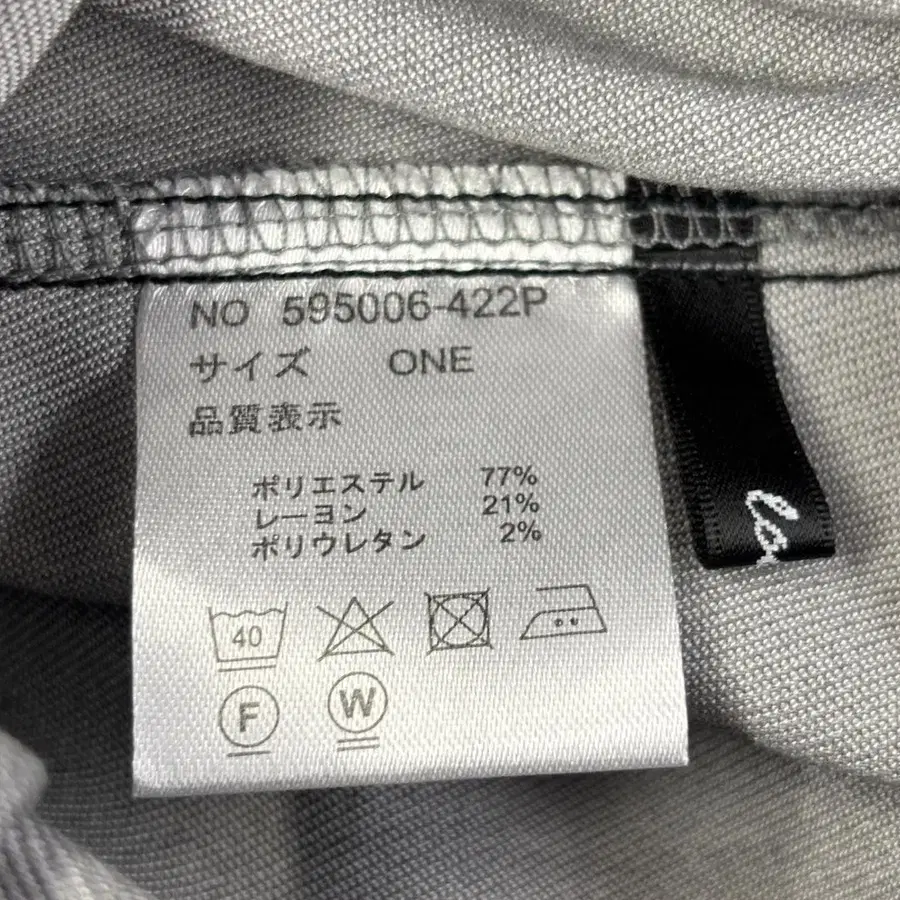 NO 595006-422P
サイズ ONE
品質表示
ポリエステル 77%
レーヨン 21%
ポリウレタン 2%
40
F W